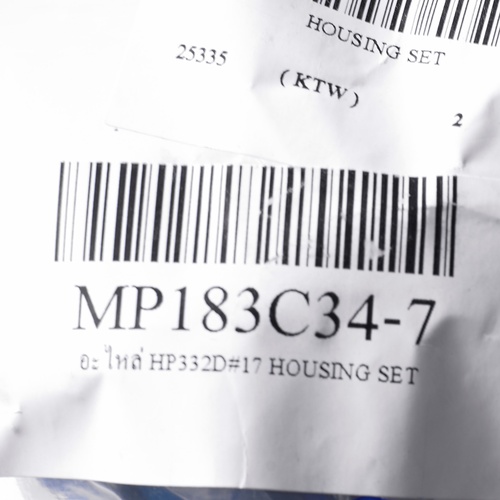 HOUSING SET
25335
(KTW)
2
MP183C34-7
อะไหล่ HP332D#17 HOUSING SET